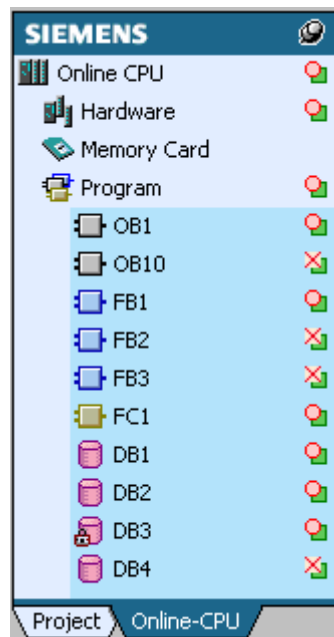 SIEMENS
Online CPU
Hardware
Memory Card
Program
OB1
OB10
FB1
FB2
FB3
FC1
DB1
DB2
DB3
DB4
Project Online-CPU